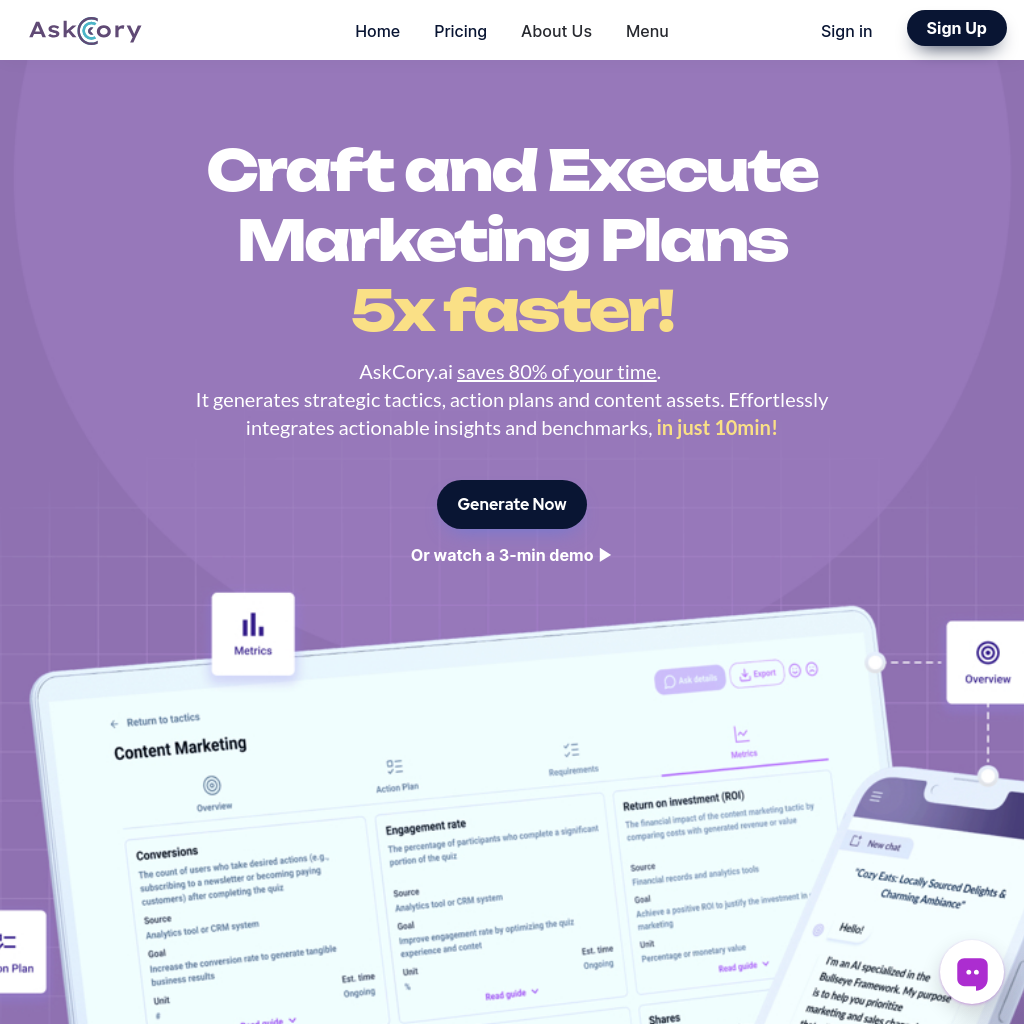 AskCory
Home
Pricing
About Us
Menu
Sign in
Sign Up
Craft and Execute
Marketing Plans
5x faster!
AskCory.ai saves 80% of your time.
It generates strategic tactics, action plans and content assets. Effortlessly
integrates actionable insights and benchmarks, in just 10min!
Generate Now
Or watch a 3-min demo
Metrics
Overview
Ask details
Export
Return to tactics
Content Marketing
Overview
Action Plan
Requirements
Metrics
Conversions
The count of users who take desired actions (e.g.,
subscribing to a newsletter or becoming paying
customers) after completing the quiz
Source
Analytics tool or CRM system
Goal
Increase the conversion rate to generate tangible
business results
Unit
#
Est. time
Ongoing
Engagement rate
The percentage of participants who complete a significant
portion of the quiz
Source
Analytics tool or CRM system
Goal
Improve engagement rate by optimizing the quiz
experience and contet
Unit
%
Est. time
Ongoing
Read guide
Return on investment (ROI)
The financial impact of the content marketing tactic by
comparing costs with generated revenue or value
Source
Financial records and analytics tools
Goal
Achieve a positive ROI to justify the investment in
marketing
Unit
Percentage or monetary value
Read guide
Shares
New chat
"Cozy Eats: Locally Sourced Delights &
Charming Ambiance"
Hello!
I'm an AI specialized in the
Bullseye Framework. My purpose
is to help you prioritize
marketing and sales
on Plan
guide